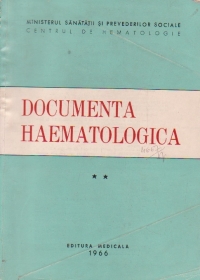 MINISTERUL SĂNĂTĂȚII ȘI PREVEDERILOR SOCIALE
CENTRUL DE HEMATOLOGIE
DOCUMENTA
HAEMATOLOGICA
* *
EDITURA MEDICALĂ
1966